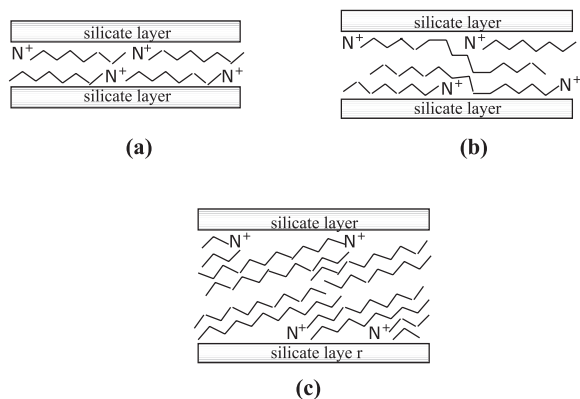 silicate layer
N+ N+
N+ N+
silicate layer
(a)
silicate layer
N+ N+
N+ N+
silicate layer
(b)
silicate layer
N+ N+
N+ N+
silicate laye r
(c)